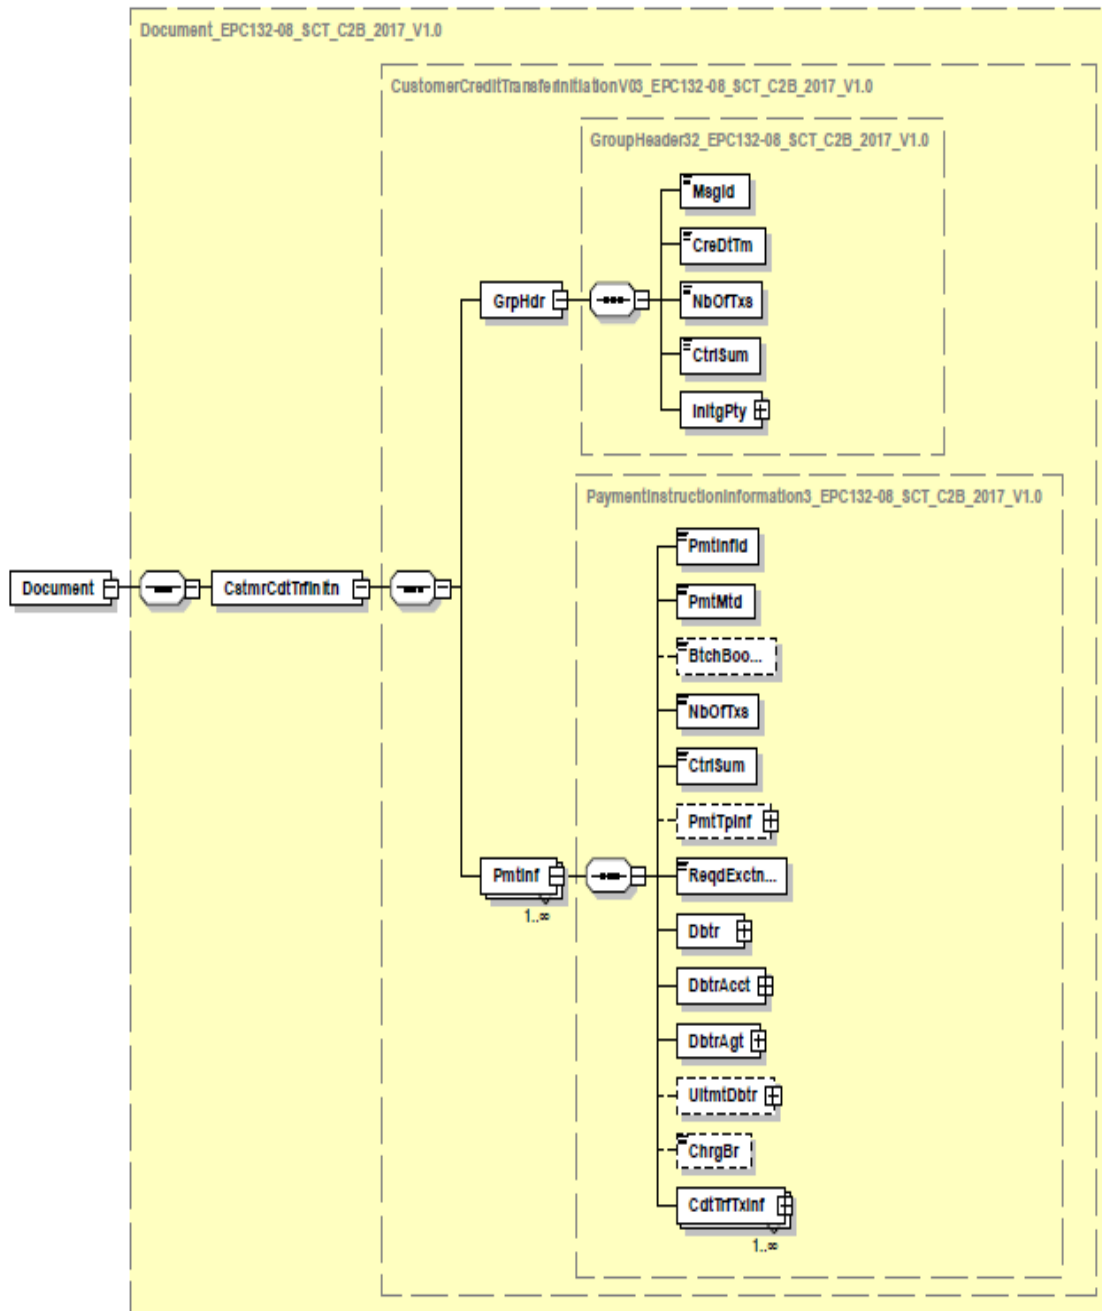 Document_EPC132-08_SCT_C2B_2017_V1.0
CustomerCreditTransferInitiationV03_EPC132-08_SCT_C2B_2017_V1.0
GroupHeader32_EPC132-08_SCT_C2B_2017_V1.0
MsgId
CreDtTm
GrpHdr
NbOfTxs
CtrlSum
InitgPty
PaymentInstructionInformation3_EPC132-08_SCT_C2B_2017_V1.0
PmtInfId
Document
CstmrCdtTrfInitn
PmtMtd
BtchBoo...
NbOfTxs
CtrlSum
PmtTpInf
PmtInf
1..∞
ReqdExctn...
Dbtr
DbtrAcct
DbtrAgt
UltmtDbtr
ChrgBr
CdtTrfTxInf
1..∞